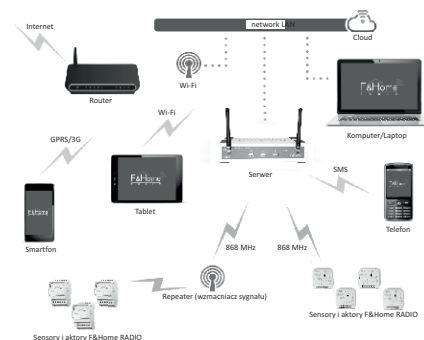 network LAN
Internet
Cloud
Wi-Fi
Router
F&Home
Komputer/Laptop
Wi-Fi
GPRS/3G
SMS
F&Home
Serwer
Tablet
Telefon
F&Home
Smartfon
868 MHz
868 MHz
Repeater (wzmacniacz sygnału)
Sensory i aktory F&Home RADIO
Sensory i aktory F&Home RADIO